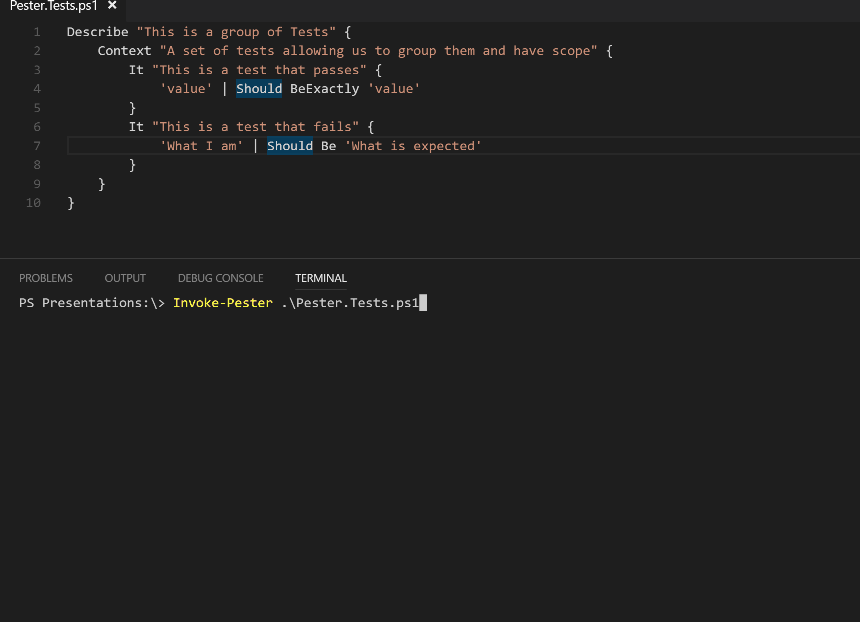 Pester.Tests.ps1 ×
1 Describe "This is a group of Tests" {
2 Context "A set of tests allowing us to group them and have scope" {
3 It "This is a test that passes" {
4 'value' | Should BeExactly 'value'
5 }
6 It "This is a test that fails" {
7 'What I am' | Should Be 'What is expected'
8 }
9 }
10 }
PROBLEMS OUTPUT DEBUG CONSOLE TERMINAL
PS Presentations:\> Invoke-Pester .\Pester.Tests.ps1